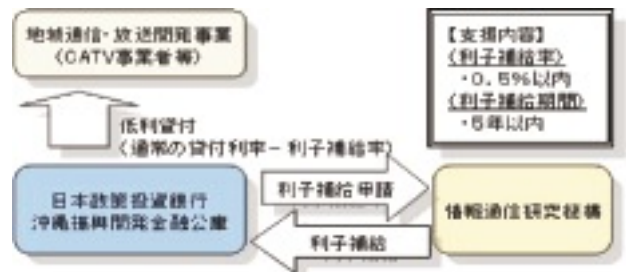 地域通信・放送開発事業
(CATV事業者等)
【支援内容】
(利子補給率)
・0.5%以内
(利子補給期間)
・5年以内
低利貸付
(通常の貸付利率－利子補給率)
日本政策投資銀行
沖縄振興開発金融公庫
利子補給申請
利子補給
情報通信研究機構